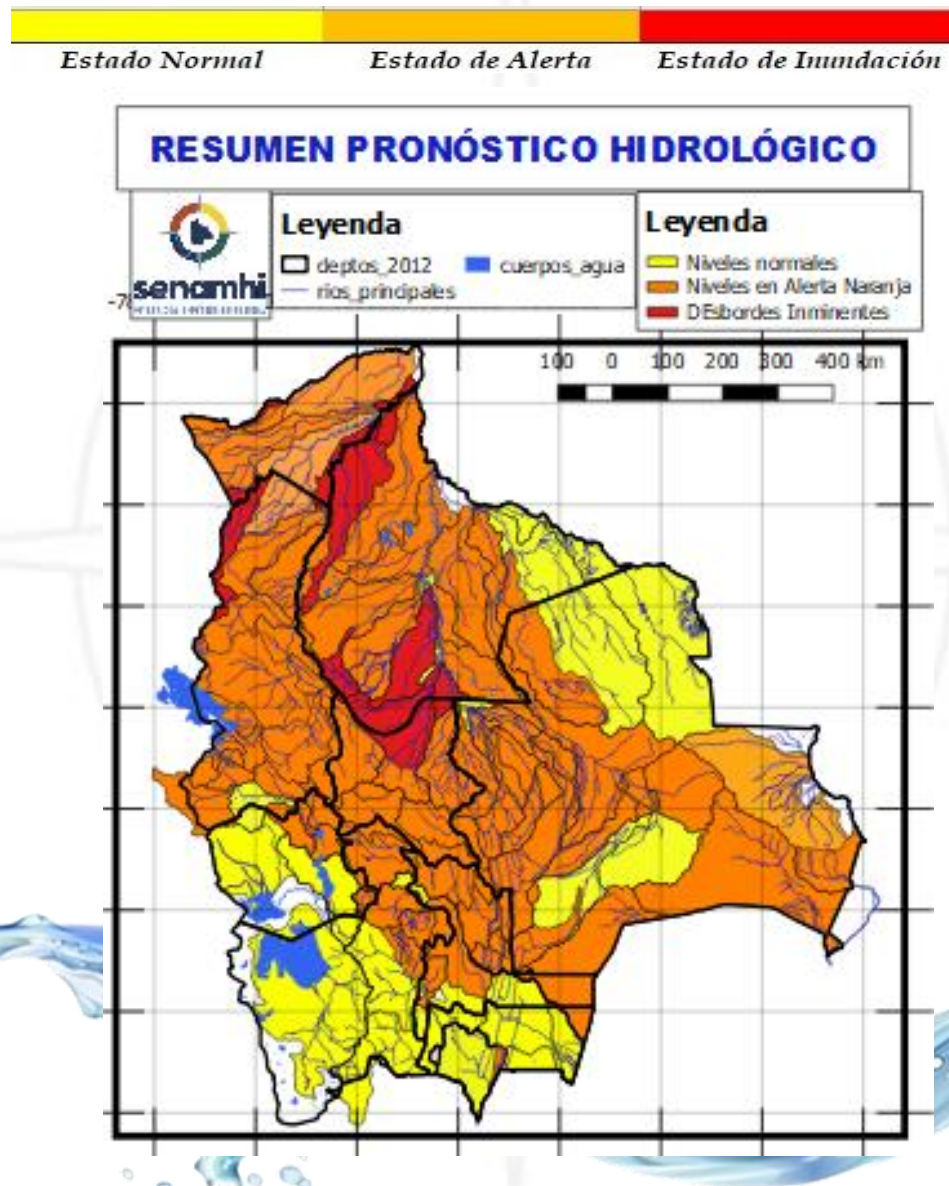 Estado Normal Estado de Alerta Estado de Inundación
RESUMEN PRONÓSTICO HIDROLÓGICO
senamhi
Leyenda
deptos_2012 cuerpos_agua
rios_principales
Leyenda
Niveles normales
Niveles en Alerta Naranja
DEsbordes Inminentes
100 0 100 200 300 400 km